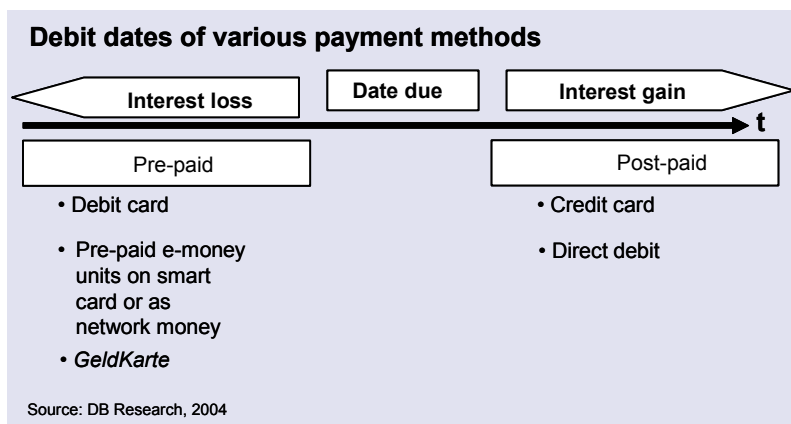 Debit dates of various payment methods
Interest loss
Date due
Interest gain
t
Pre-paid
Post-paid
• Debit card
• Pre-paid e-money
units on smart
card or as
network money
• GeldKarte
• Credit card
• Direct debit
Source: DB Research, 2004